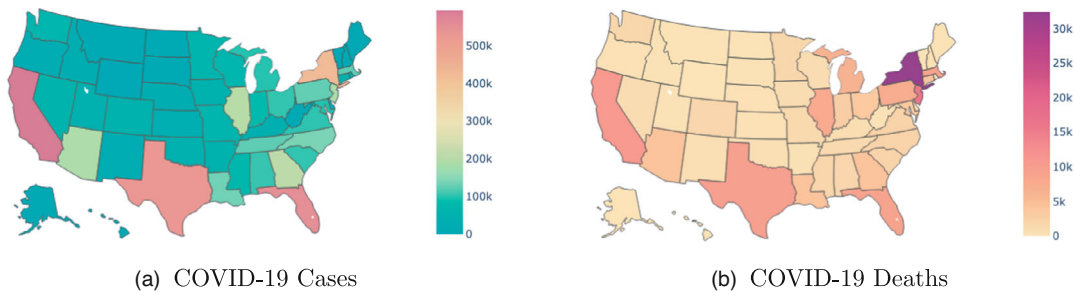 500k
400k
300k
200k
100k
0
30k
25k
20k
15k
10k
5k
0
(a) COVID-19 Cases
(b) COVID-19 Deaths